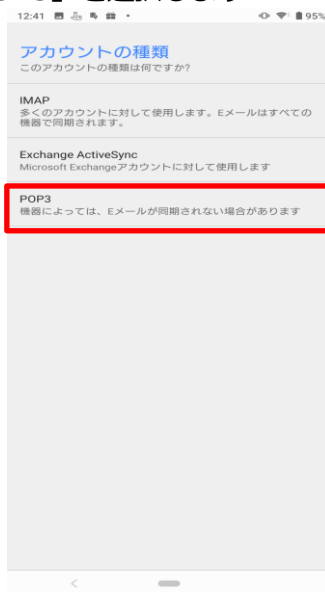 」を選択します
12:41
95%
アカウントの種類
このアカウントの種類は何ですか?
IMAP
多くのアカウントに対して使用します。Eメールはすべての
機器で同期されます。
Exchange ActiveSync
Microsoft Exchangeアカウントに対して使用します
POP3
機器によっては、Eメールが同期されない場合があります